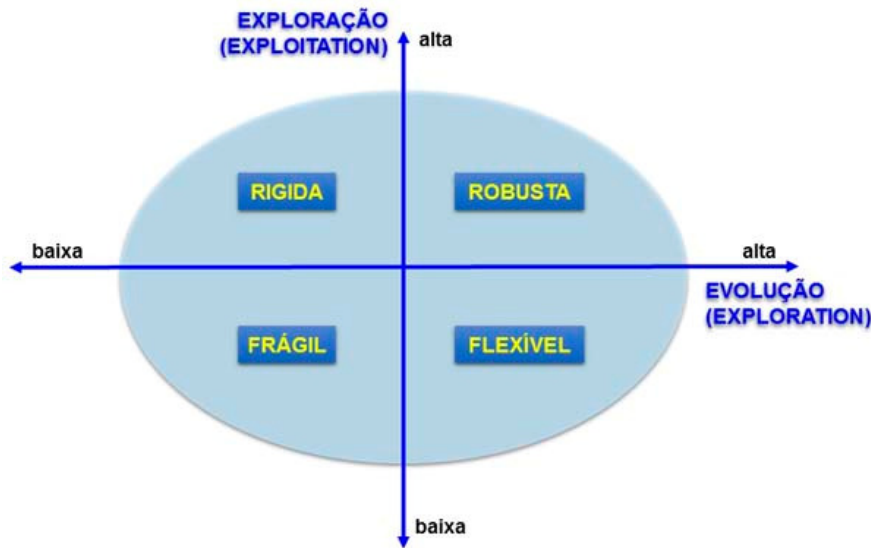 EXPLORAÇÃO
(EXPLOITATION)
alta
RIGIDA
ROBUSTA
baixa
alta
EVOLUÇÃO
(EXPLORATION)
FRÁGIL
FLEXÍVEL
baixa